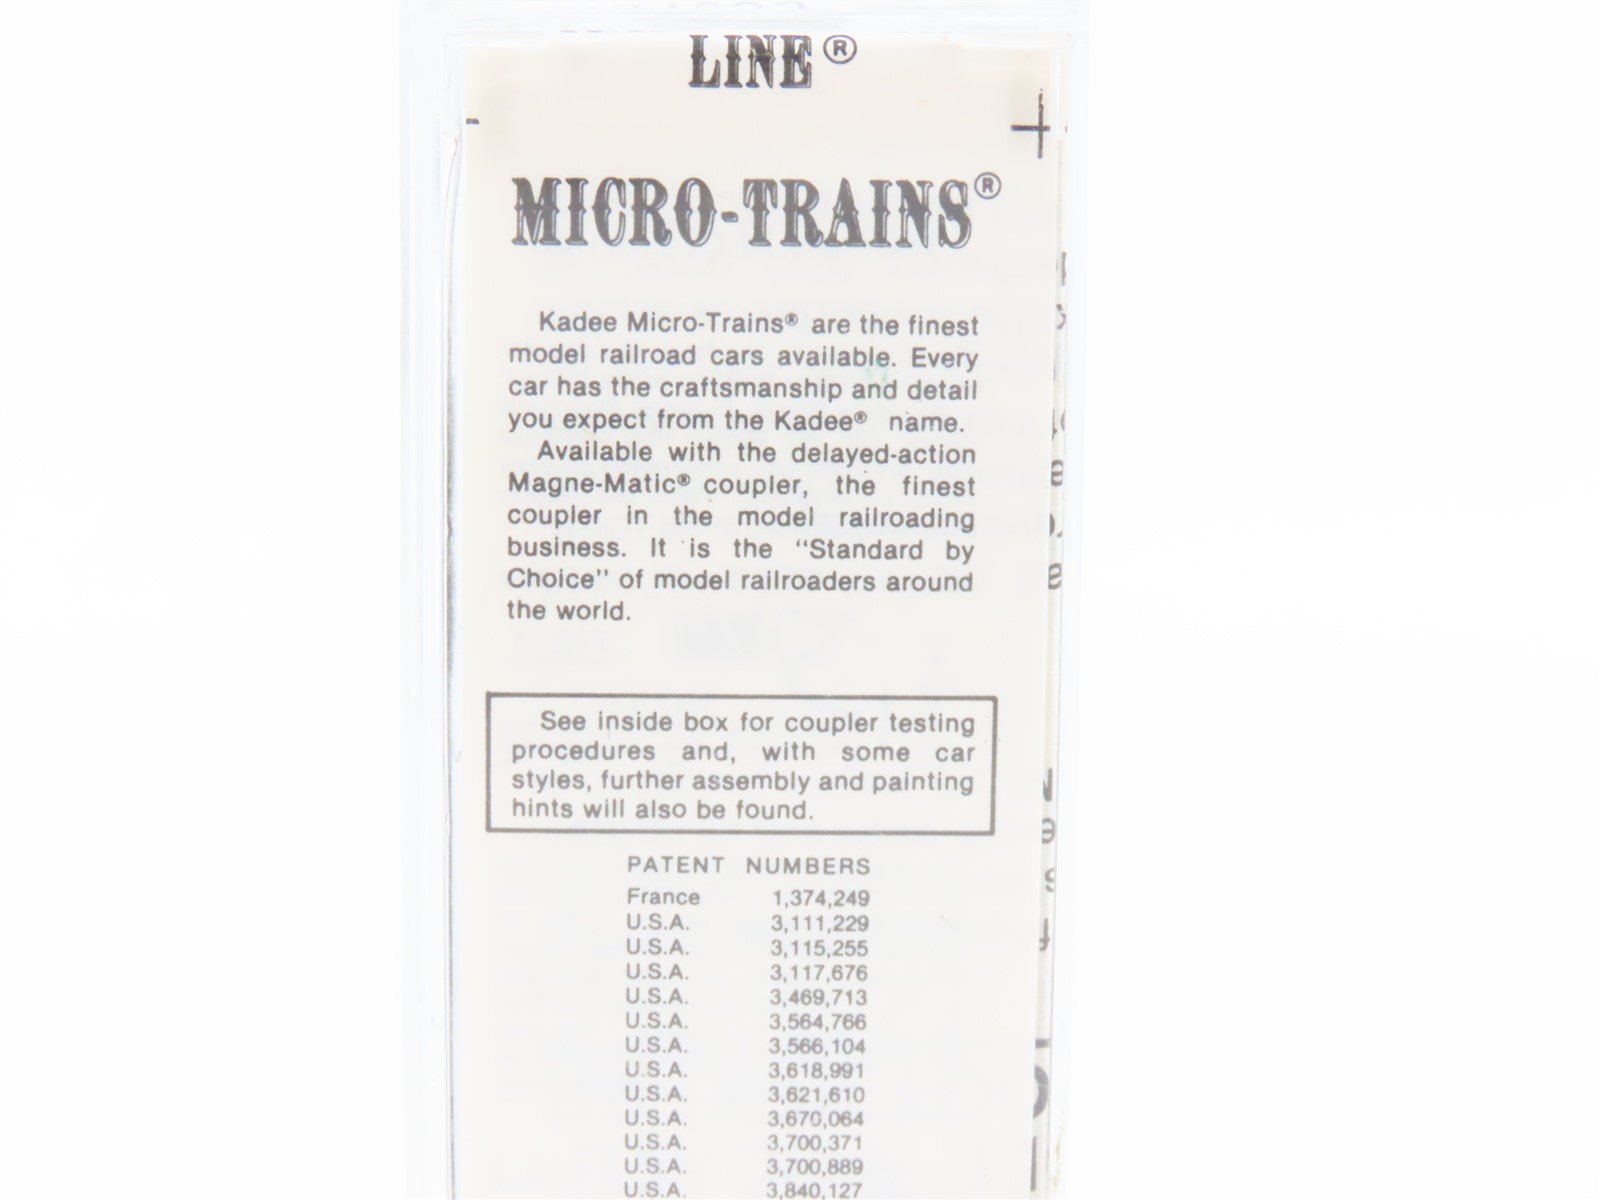 LINE®
MICRO-TRAINS®
Kadee Micro-Trains® are the finest
model railroad cars available. Every
car has the craftsmanship and detail
you expect from the Kadee® name.
Available with the delayed-action
Magne-Matic® coupler, the finest
coupler in the model railroading
business. It is the "Standard by
Choice" of model railroaders around
the world.
See inside box for coupler testing
procedures and, with some car
styles, further assembly and painting
hints will also be found.
PATENT NUMBERS
France 1,374,249
U.S.A. 3,111,229
U.S.A. 3,115,255
U.S.A. 3,117,676
U.S.A. 3,469,713
U.S.A. 3,564,766
U.S.A. 3,566,104
U.S.A. 3,618,991
U.S.A. 3,621,610
U.S.A. 3,670,064
U.S.A. 3,700,371
U.S.A. 3,700,889
U.S.A. 3,840,127